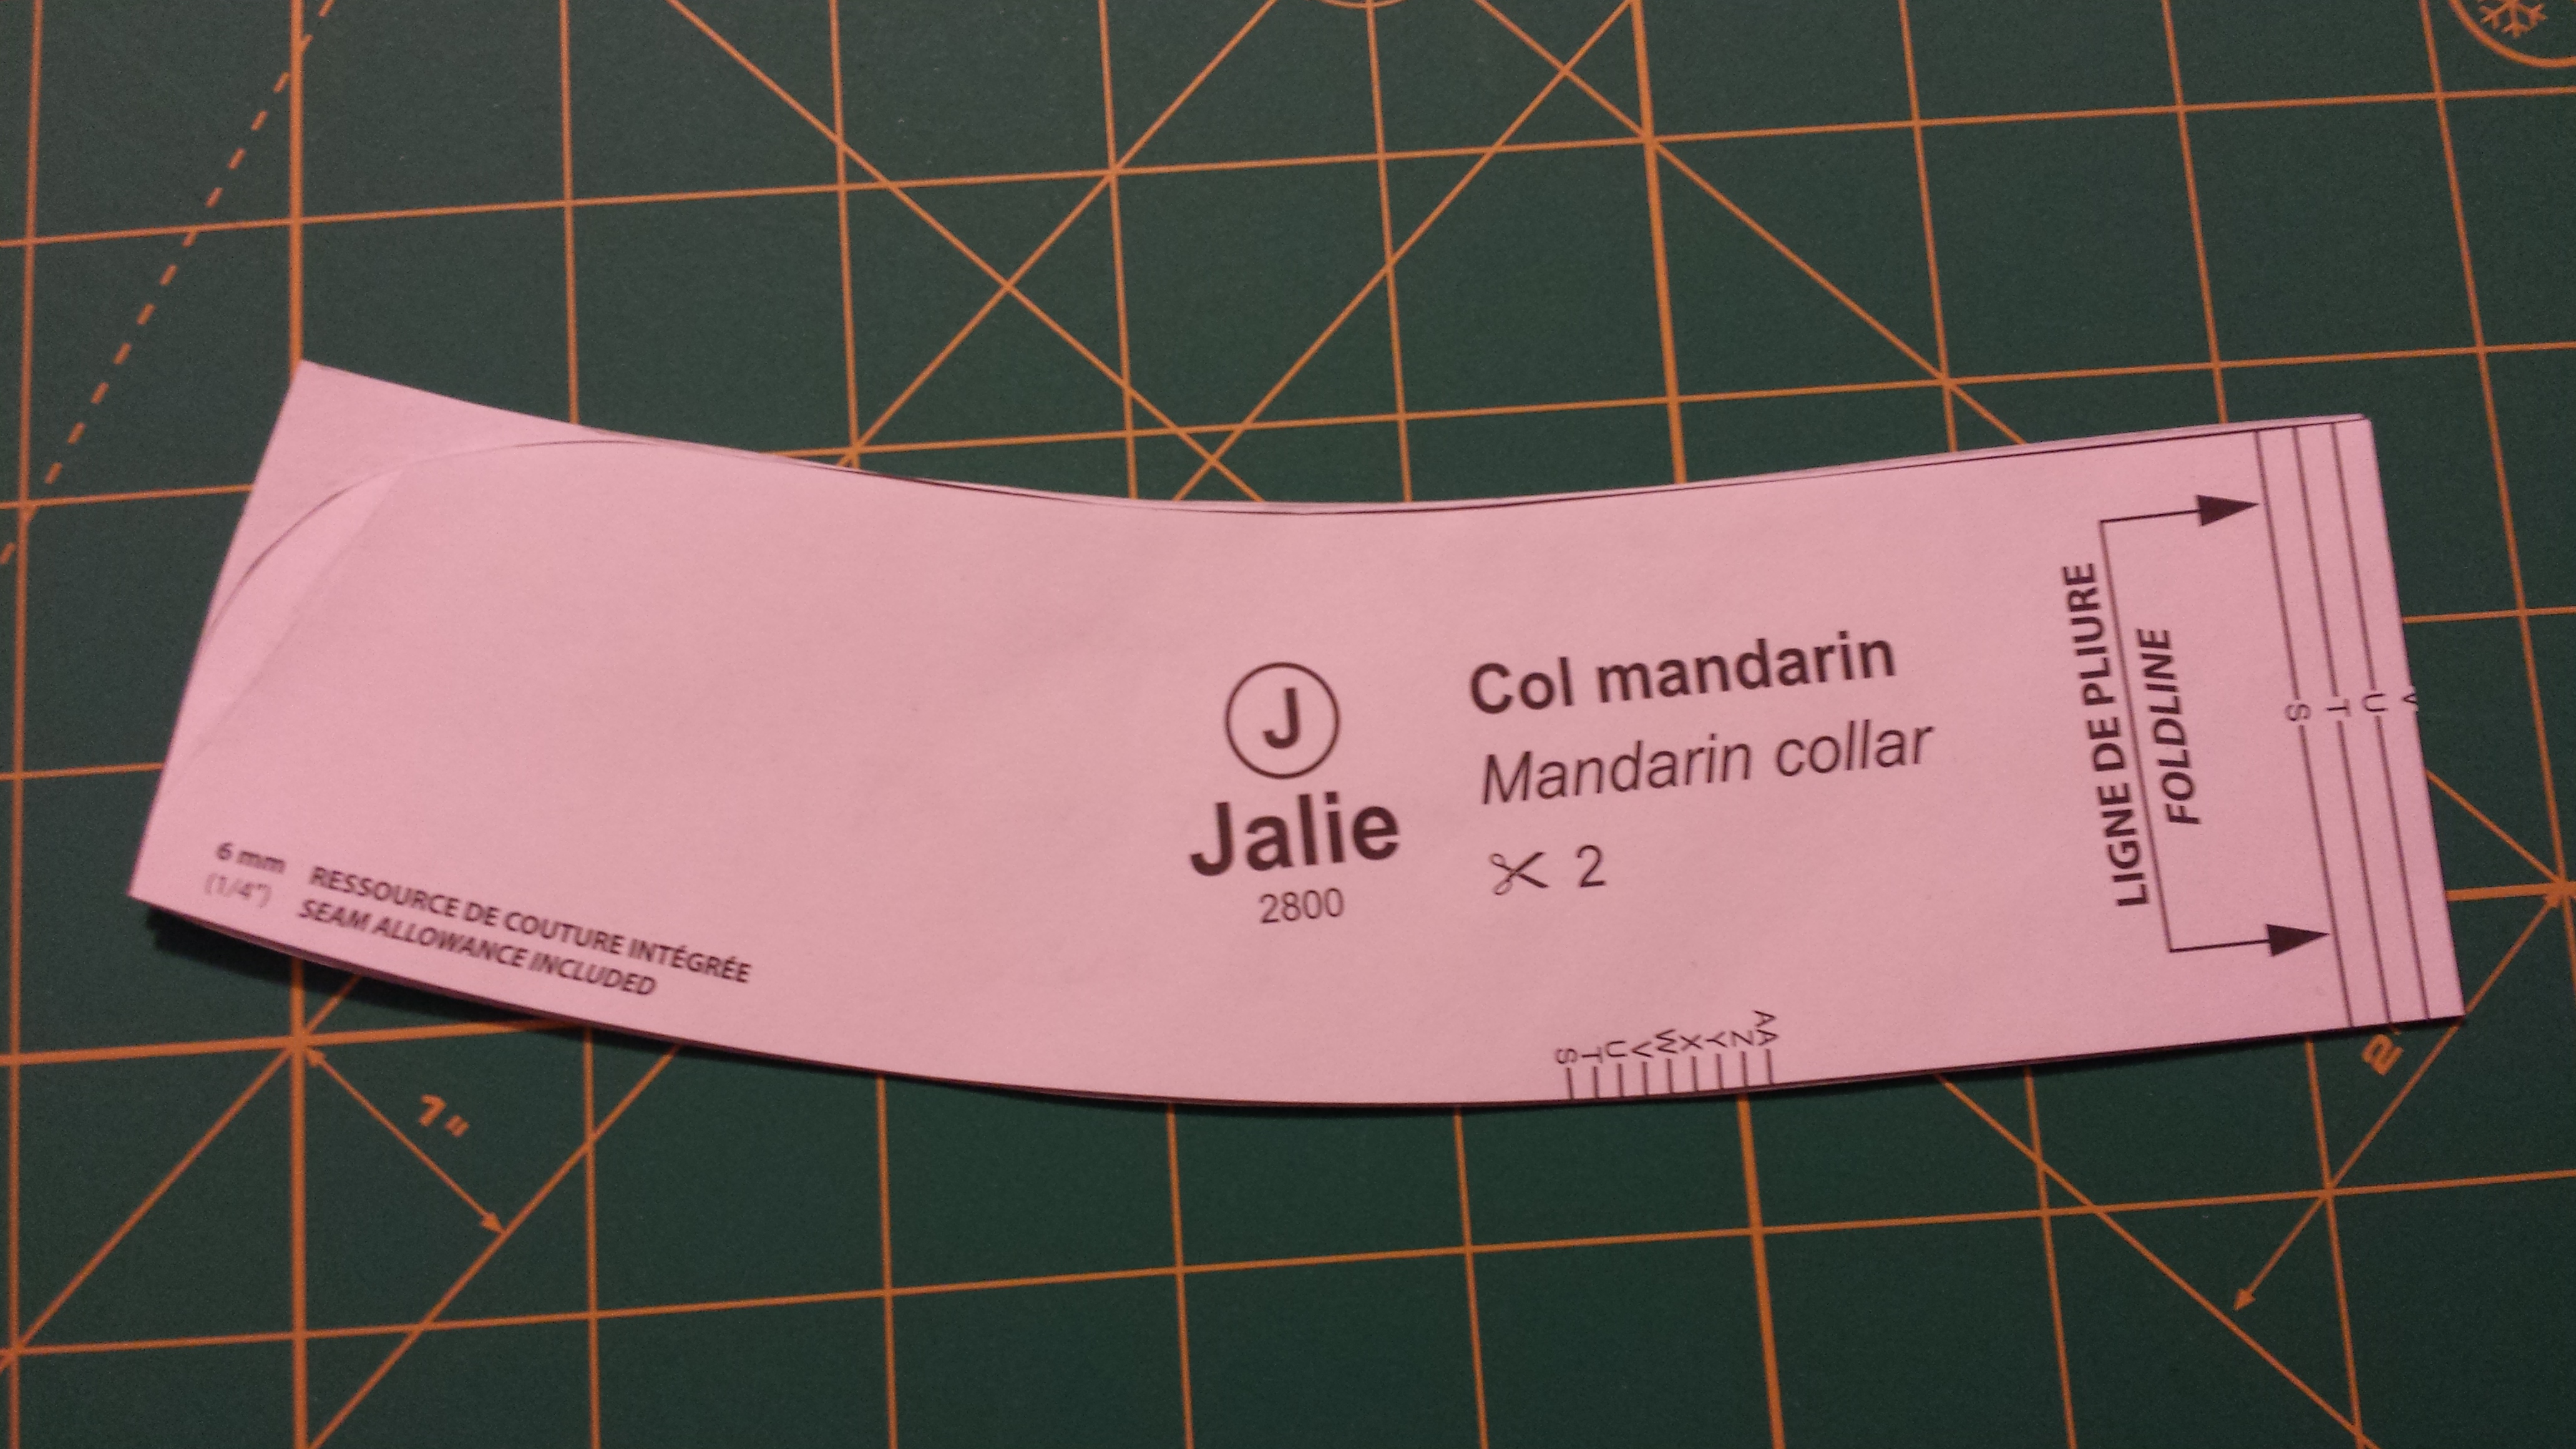 J
Jalie
2800
Col mandarin
Mandarin collar
2
LIGNE DE PLIURE
FOLDLINE
S T U V
S T U V W X Y Z AA
6 mm
(1/4")
RESSOURCE DE COUTURE INTÉGRÉE
SEAM ALLOWANCE INCLUDED
1"
2"